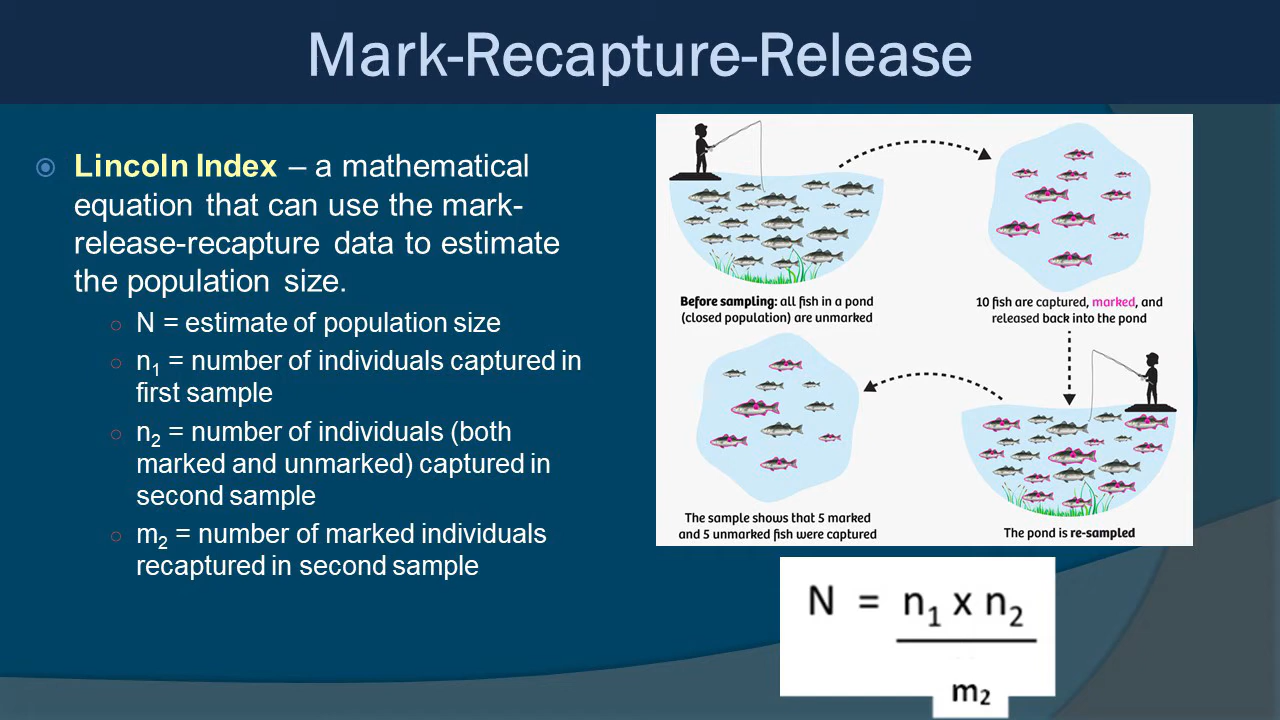 Mark-Recapture-Release
Lincoln Index – a mathematical
equation that can use the mark-
release-recapture data to estimate
the population size.
N = estimate of population size
n₁ = number of individuals captured in
first sample
n₂ = number of individuals (both
marked and unmarked) captured in
second sample
m₂ = number of marked individuals
recaptured in second sample
Before sampling: all fish in a pond
(closed population) are unmarked
10 fish are captured, marked, and
released back into the pond
The sample shows that 5 marked
and 5 unmarked fish were captured
The pond is re-sampled
N = n₁ x n₂
m₂